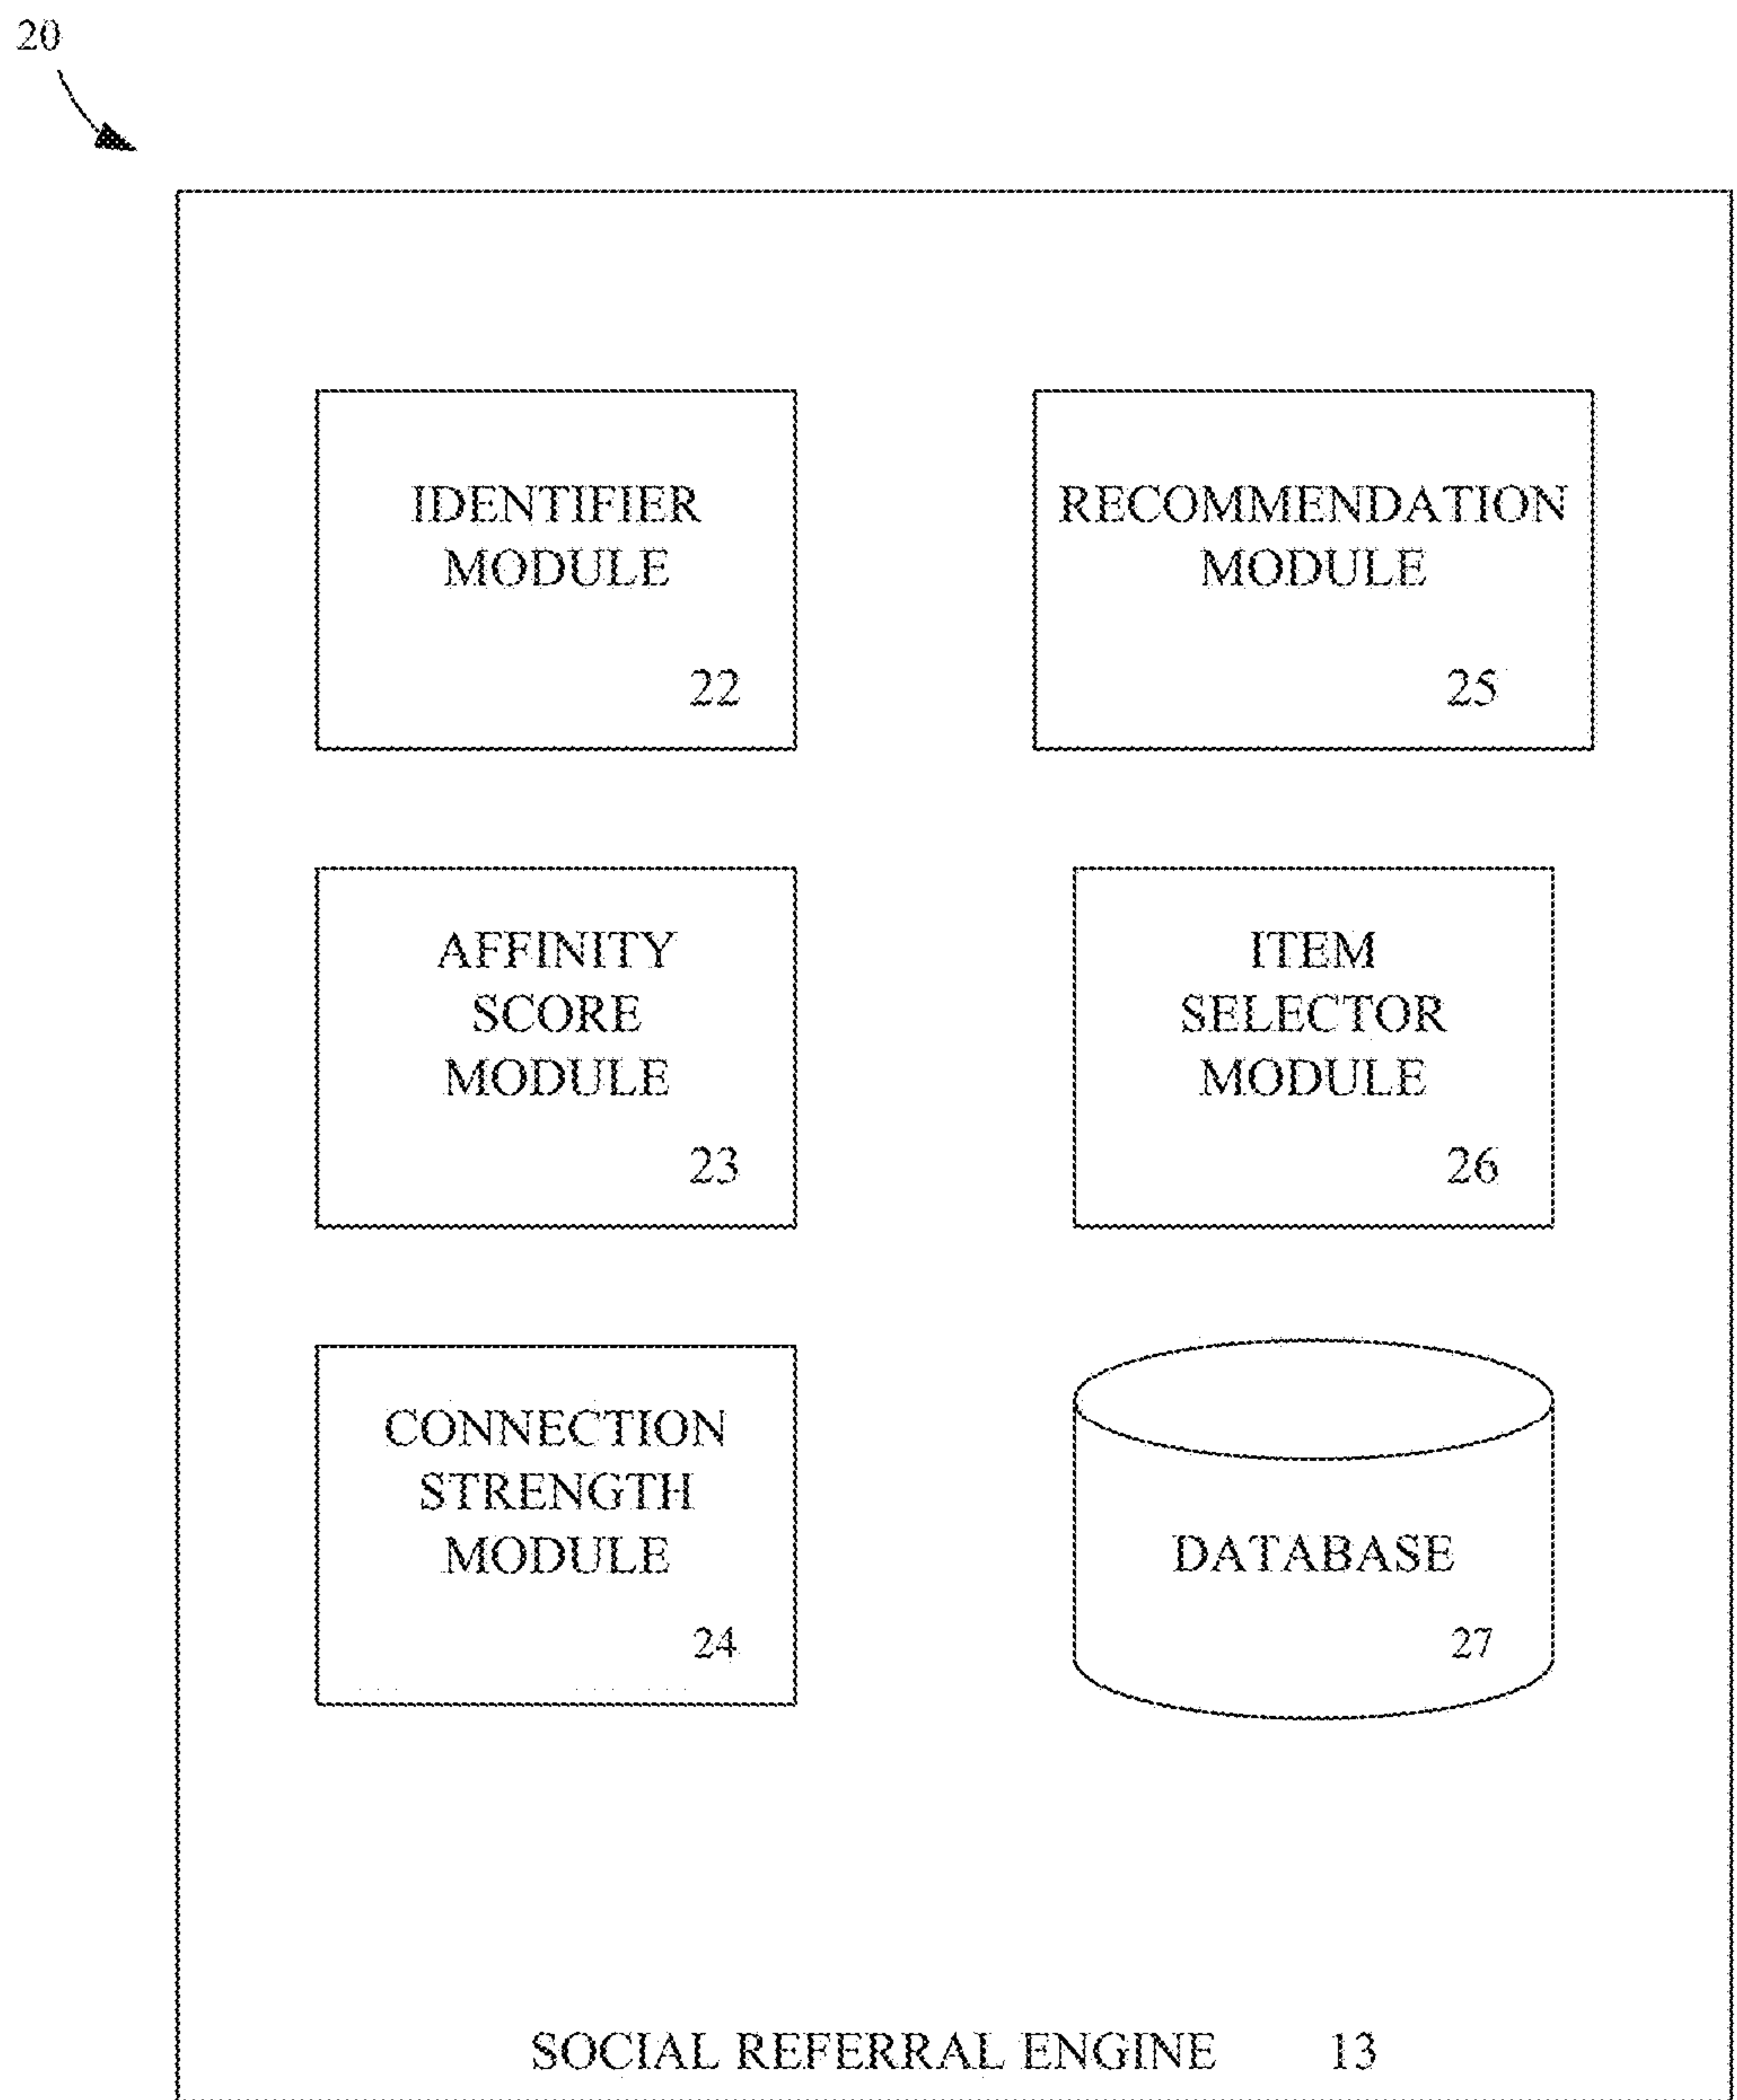 20
IDENTIFIER
MODULE
22
RECOMMENDATION
MODULE
25
AFFINITY
SCORE
MODULE
23
ITEM
SELECTOR
MODULE
26
CONNECTION
STRENGTH
MODULE
24
DATABASE
27
SOCIAL REFERRAL ENGINE 13